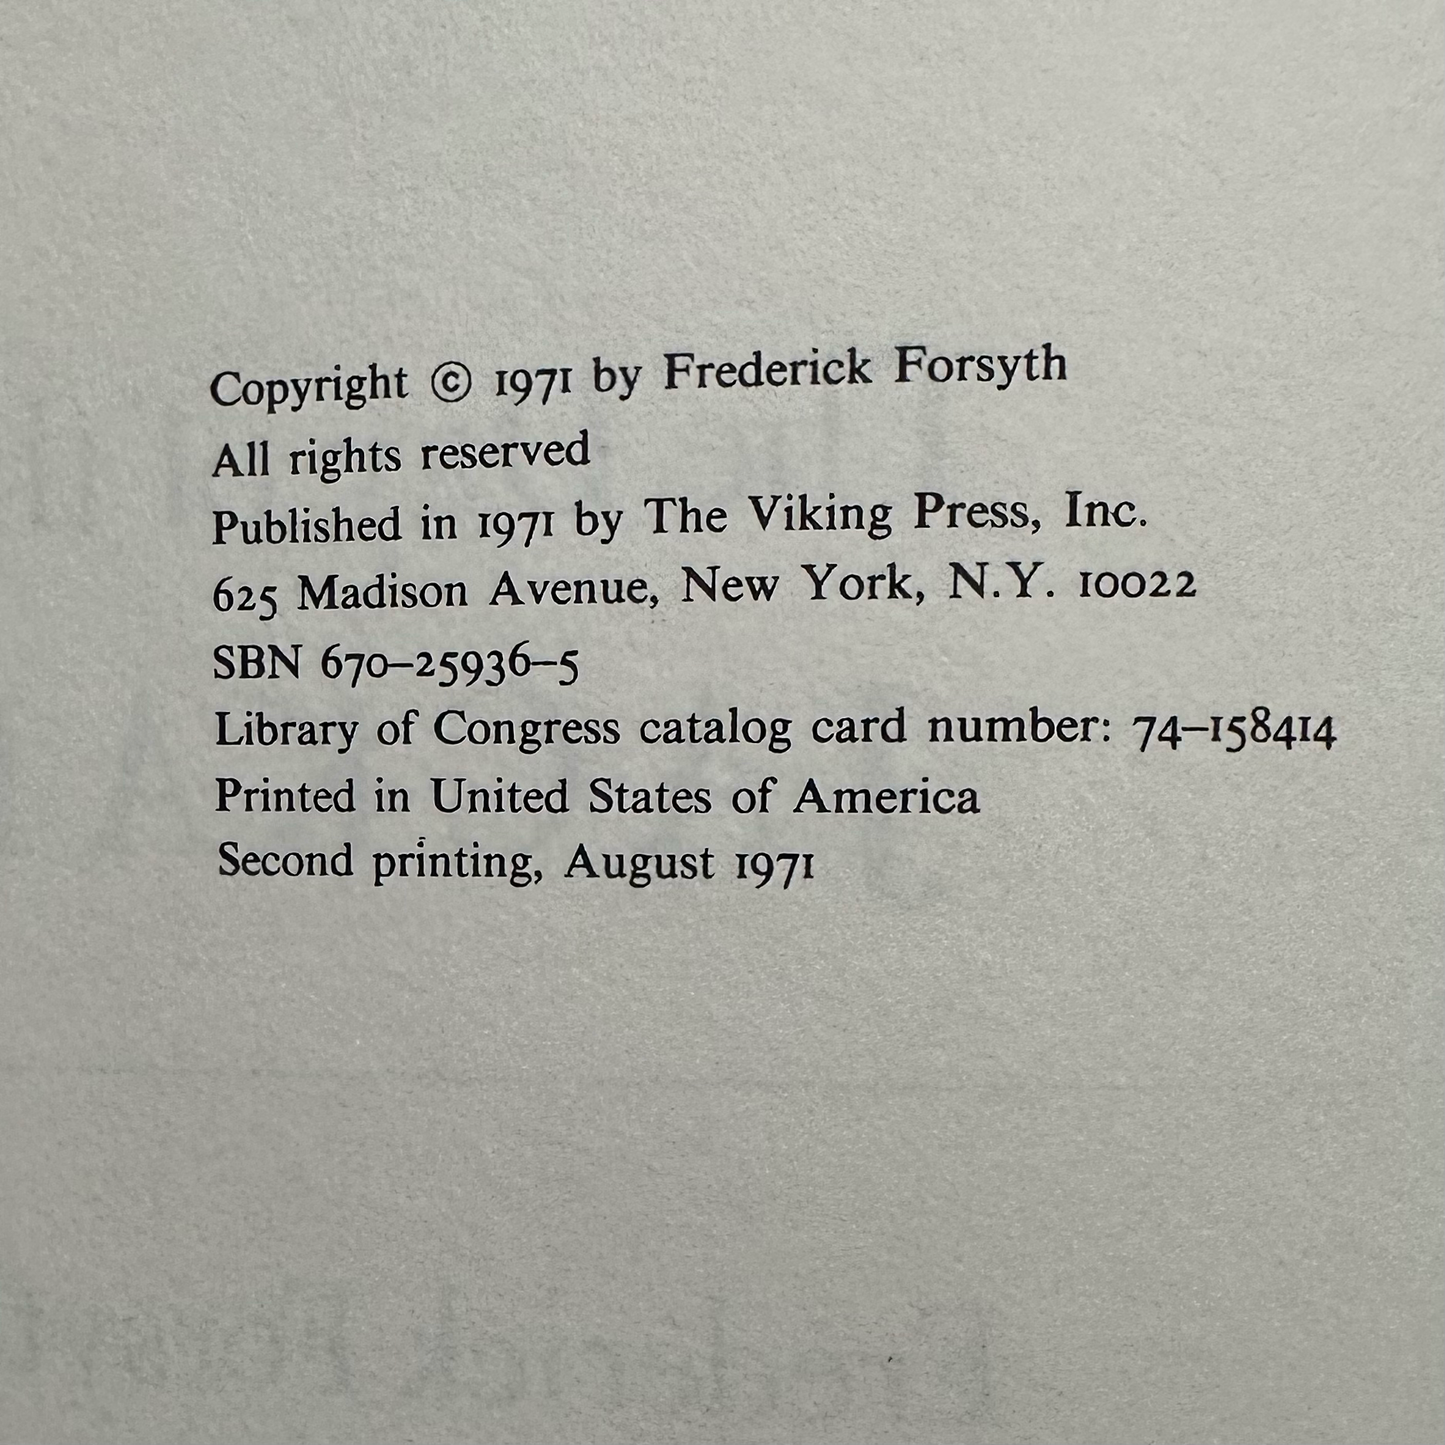 Copyright © 1971 by Frederick Forsyth
All rights reserved
Published in 1971 by The Viking Press, Inc.
625 Madison Avenue, New York, N.Y. 10022
SBN 670–25936–5
Library of Congress catalog card number: 74–158414
Printed in United States of America
Second printing, August 1971